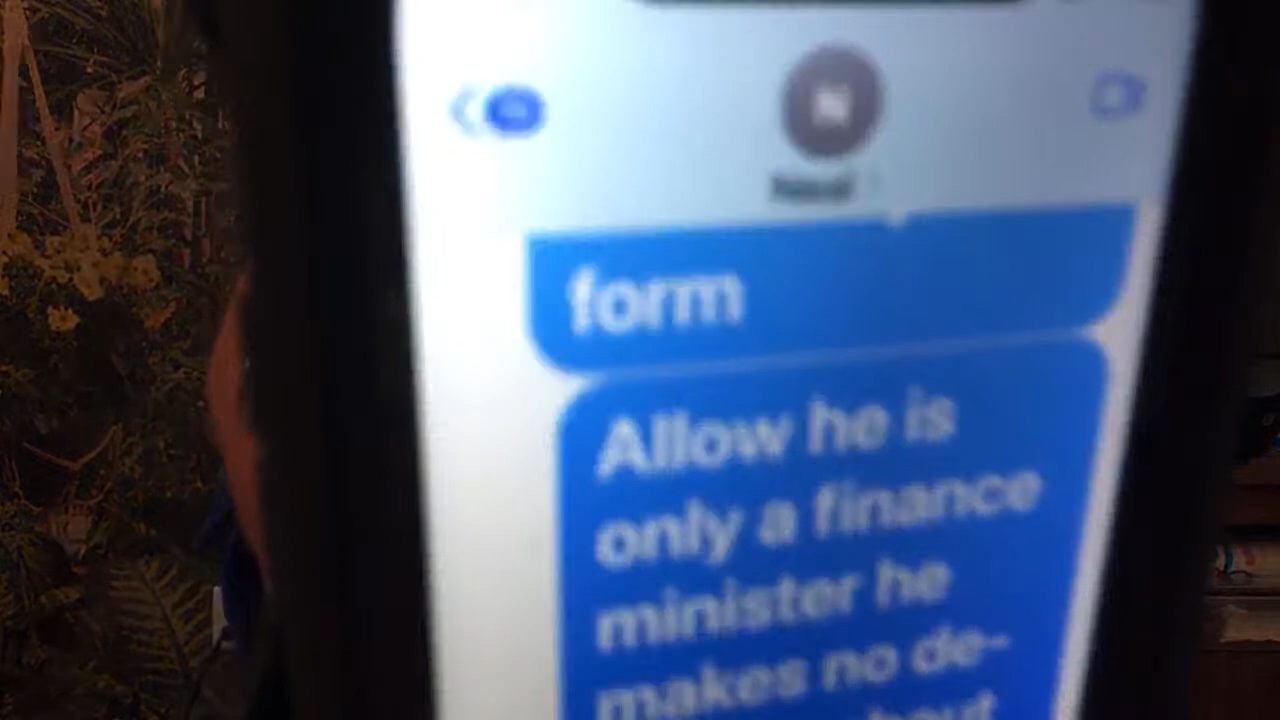 N
form
Allow he is
only a finance
minister he
makes no de-